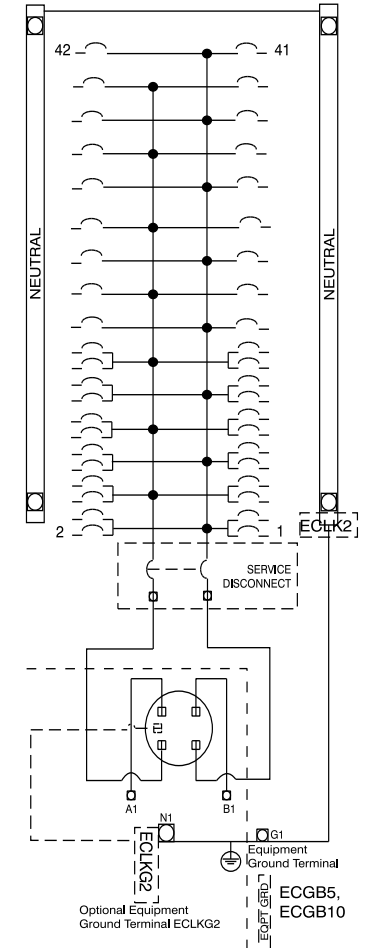 42
41
NEUTRAL
NEUTRAL
2
1
ECLK2
SERVICE
DISCONNECT
A1
B1
N1
G1
Equipment
Ground Terminal
ECLKG2
Optional Equipment
Ground Terminal ECLKG2
EQPT GRD
ECGB5,
ECGB10